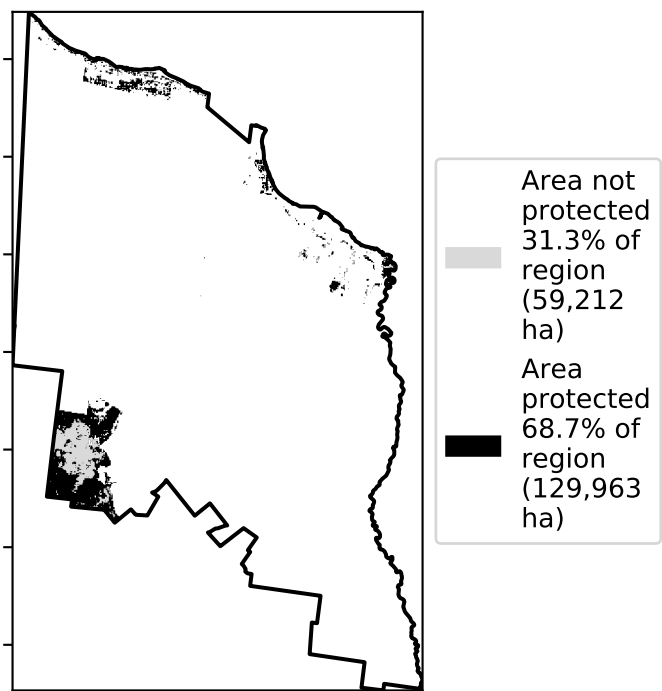 Area not
protected
31.3% of
region
(59,212
ha)
Area
protected
68.7% of
region
(129,963
ha)